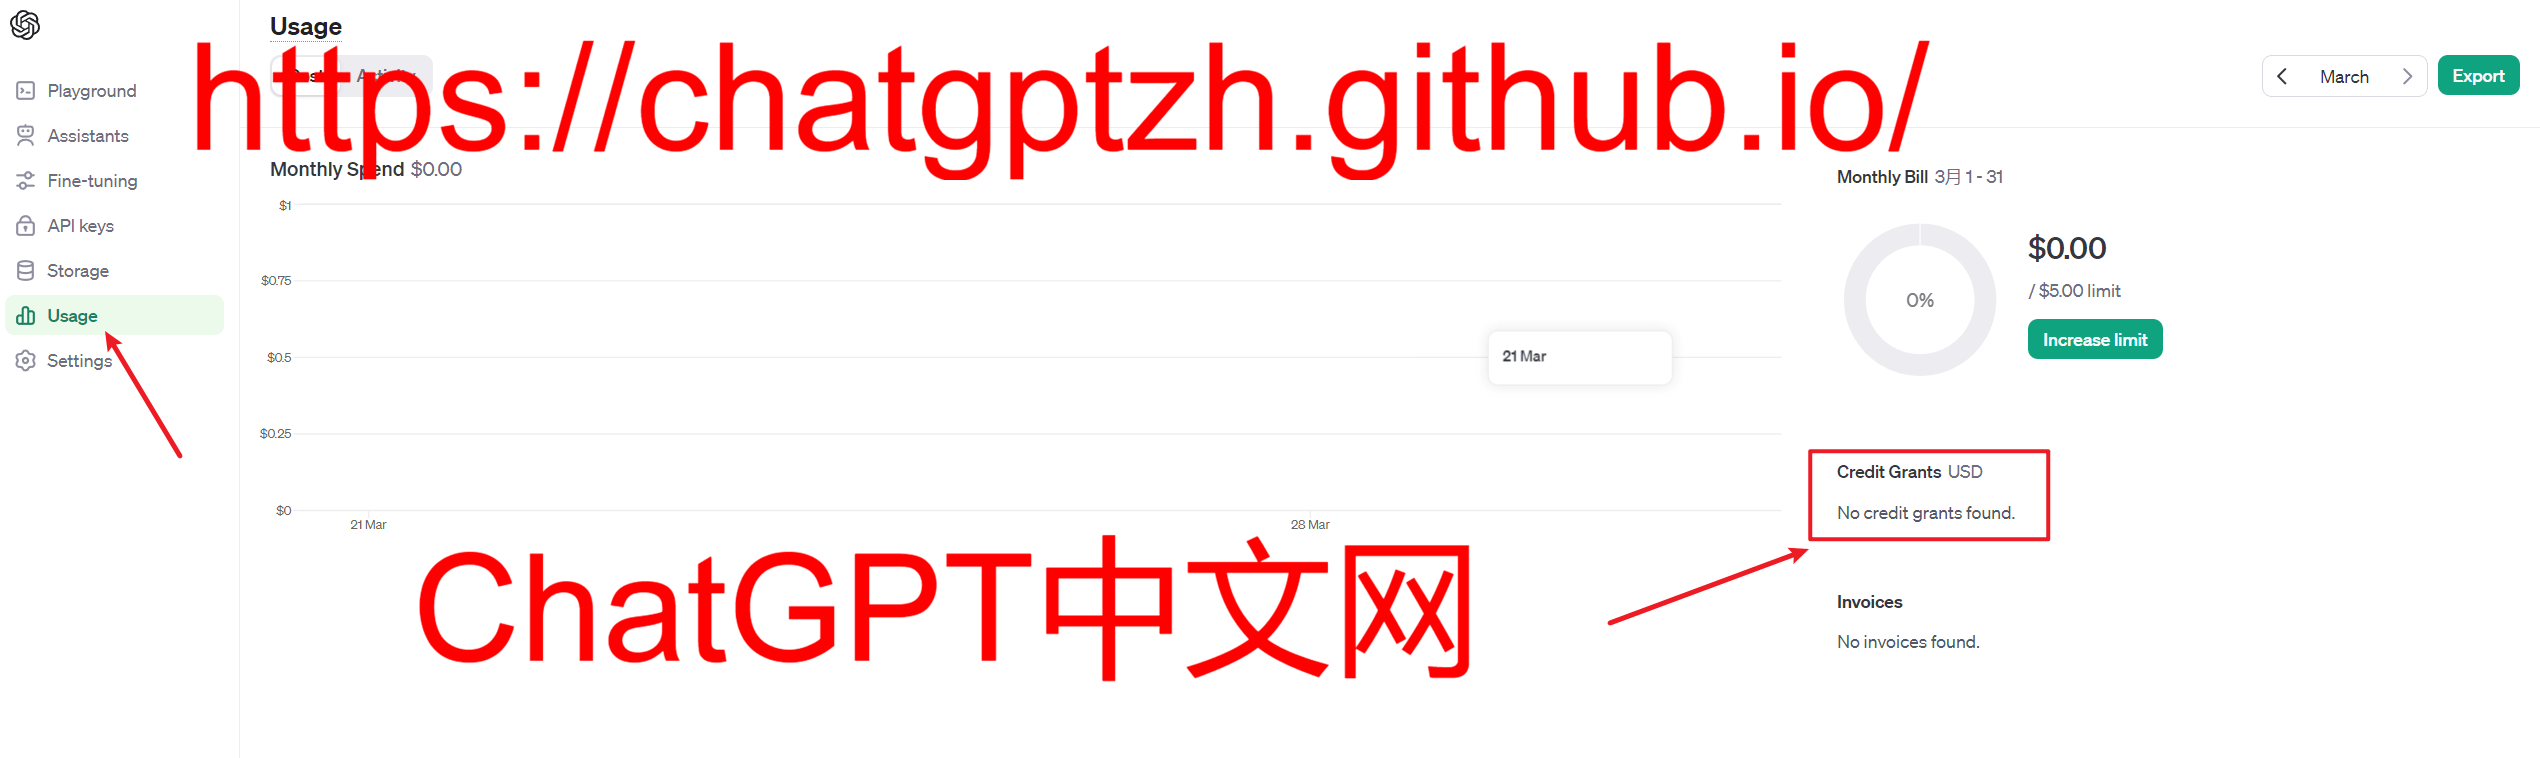 Usage
https://chatgptzh.github.io/
Cost Activity
March
Export
Playground
Assistants
Fine-tuning
API keys
Storage
Usage
Settings
Monthly Spend $0.00
$1
$0.75
$0.5
$0.25
$0
21 Mar
21 Mar
28 Mar
Monthly Bill 3月 1 - 31
0%
$0.00
/ $5.00 limit
Increase limit
Credit Grants USD
No credit grants found.
Invoices
No invoices found.
ChatGPT中文网